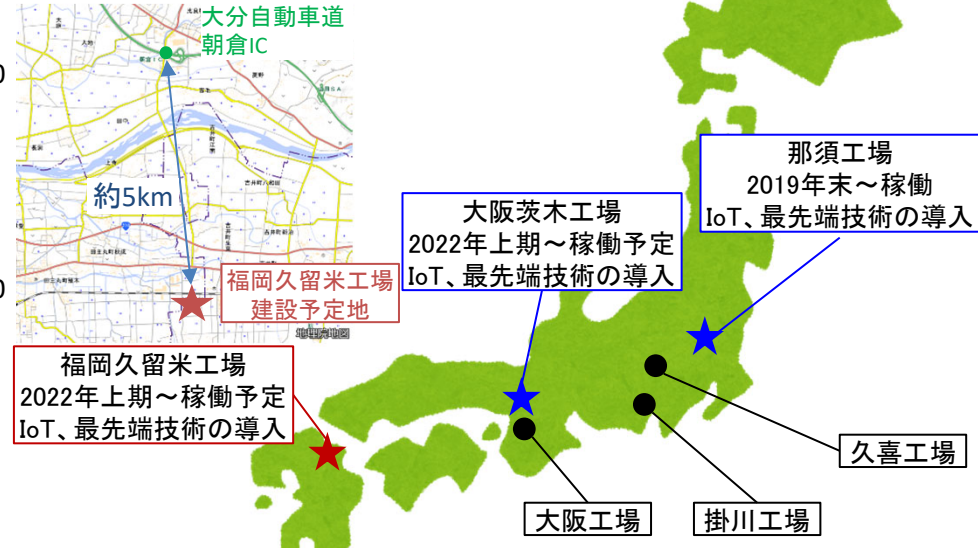 大分自動車道
朝倉IC
約5km
福岡久留米工場
建設予定地
地理院地図
福岡久留米工場
2022年上期～稼働予定
IoT、最先端技術の導入
大阪茨木工場
2022年上期～稼働予定
IoT、最先端技術の導入
那須工場
2019年末～稼働
IoT、最先端技術の導入
久喜工場
大阪工場
掛川工場